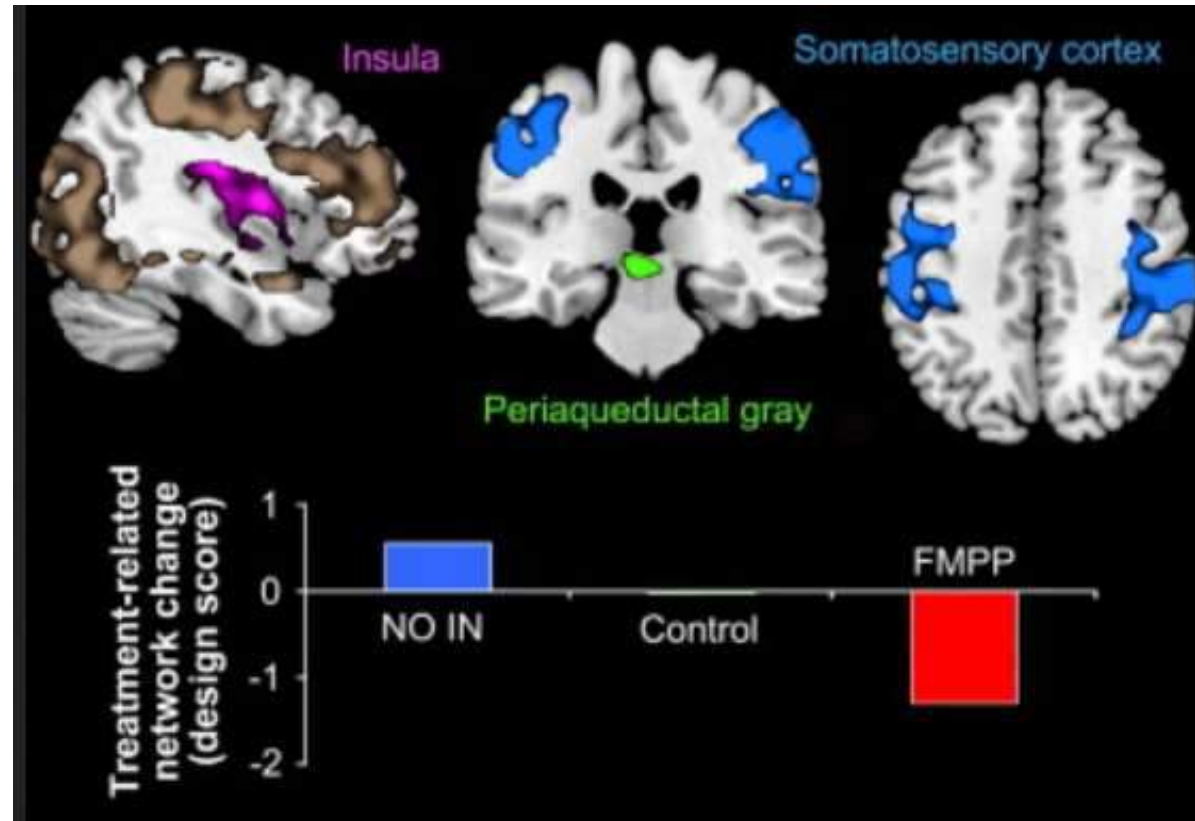 Insula
Somatosensory cortex
Periaqueductal gray
Treatment-related
network change
(design score)
1
0
-1
-2
NO IN
Control
FMPP